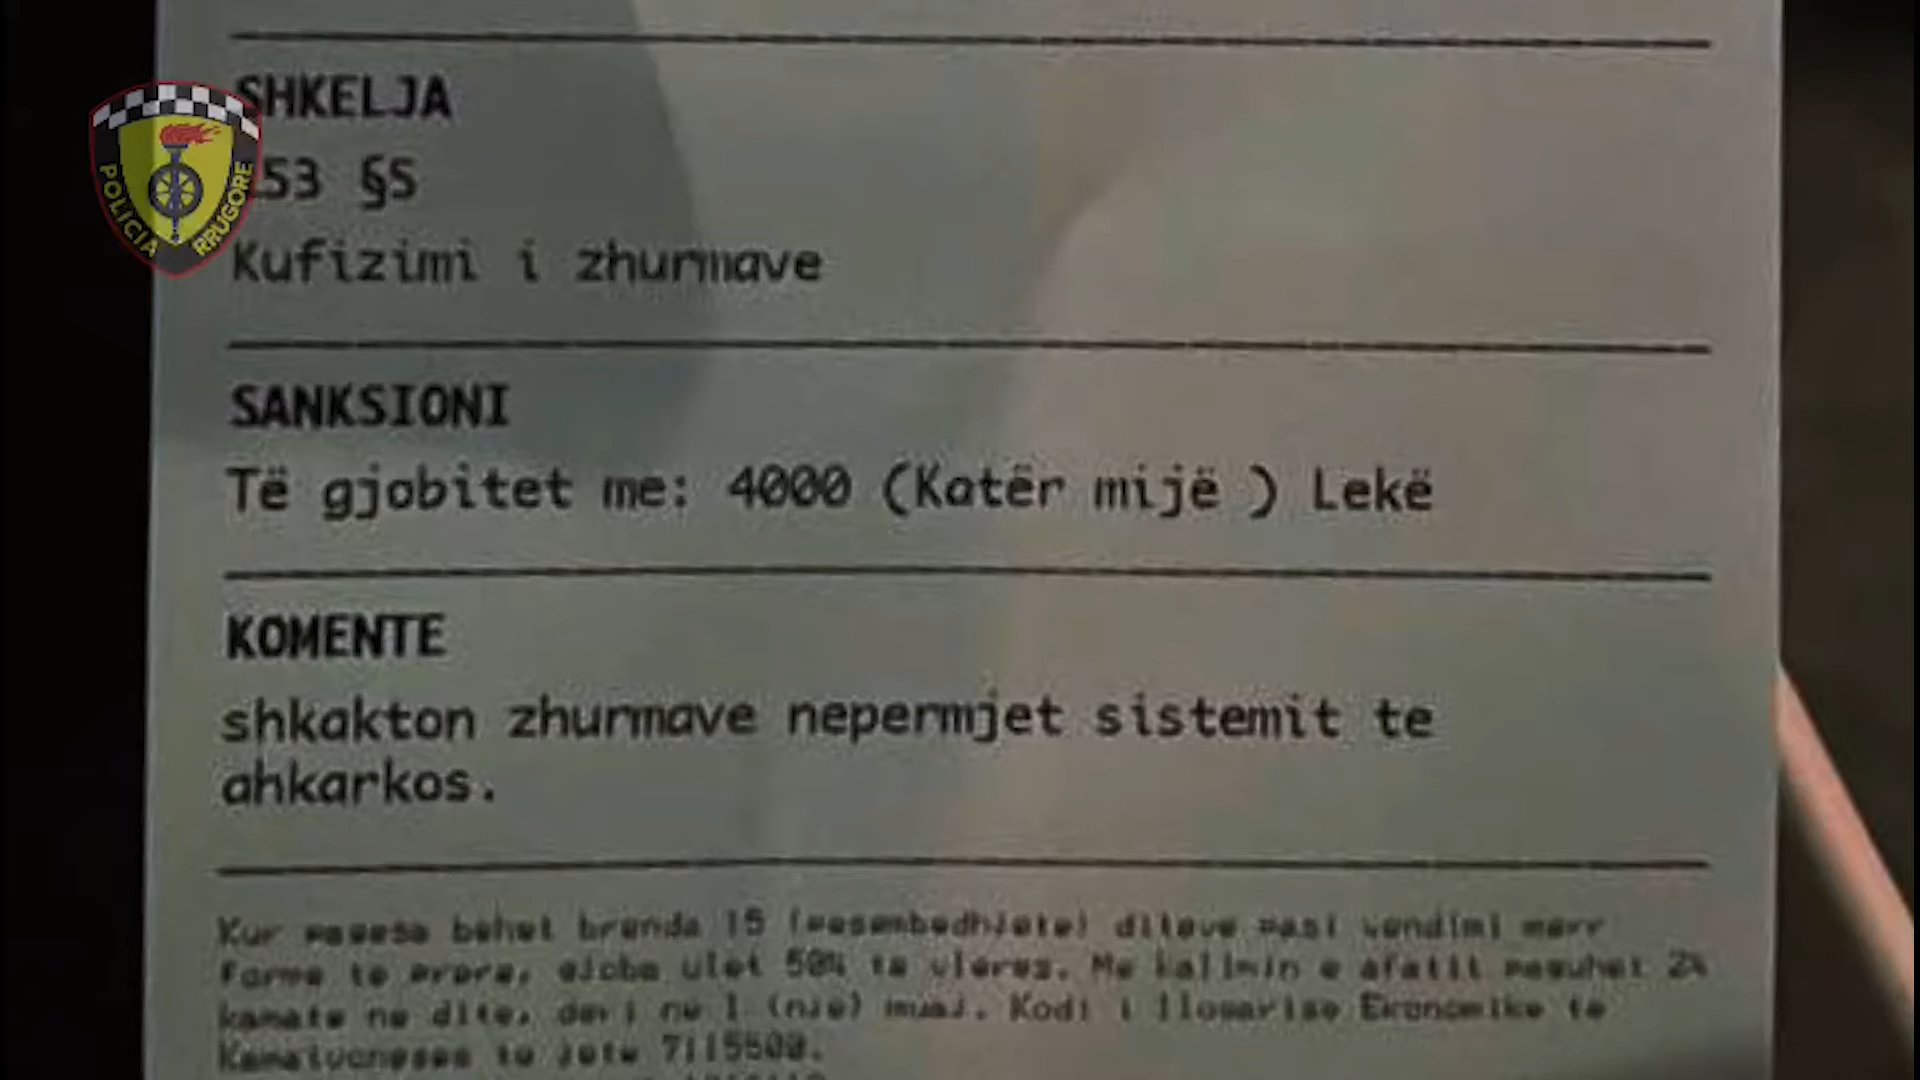 SHKELJA
53 §5
Kufizimi i zhurmave
POLICIA RRUGORE
SANKSIONI
Të gjobitet me: 4000 (Katër mijë ) Lekë
KOMENTE
shkakton zhurmave nepermjet sistemit te
ahkarkos.
Kur pagesa behet brenda 15 (pesembedhjete) diteve pasi vendimi merr
Forme te prere, gjoba ulet 50% te vleres. Me kalimin e afatit paguhet 2%
kamate ne dite, deri ne 1 (nje) muaj. Kodi i llogarise Ekonomike te
te jete 7115500.